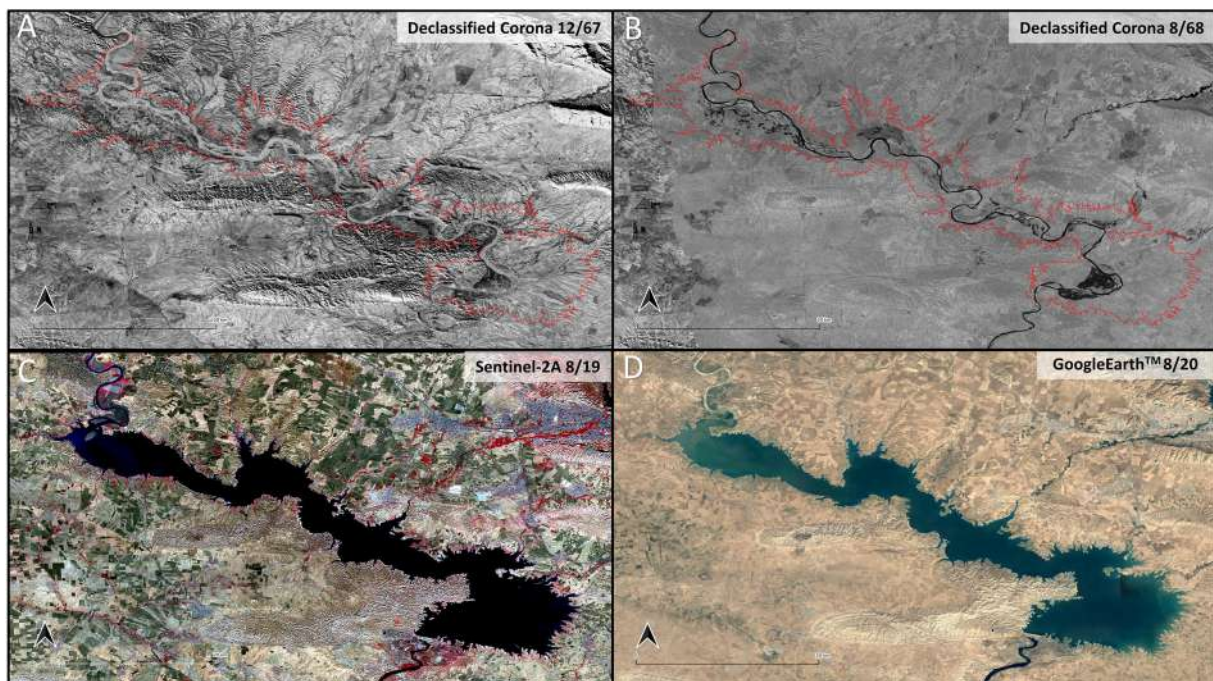 A
Declassified Corona 12/67
B
Declassified Corona 8/68
C
Sentinel-2A 8/19
D
GoogleEarth™ 8/20